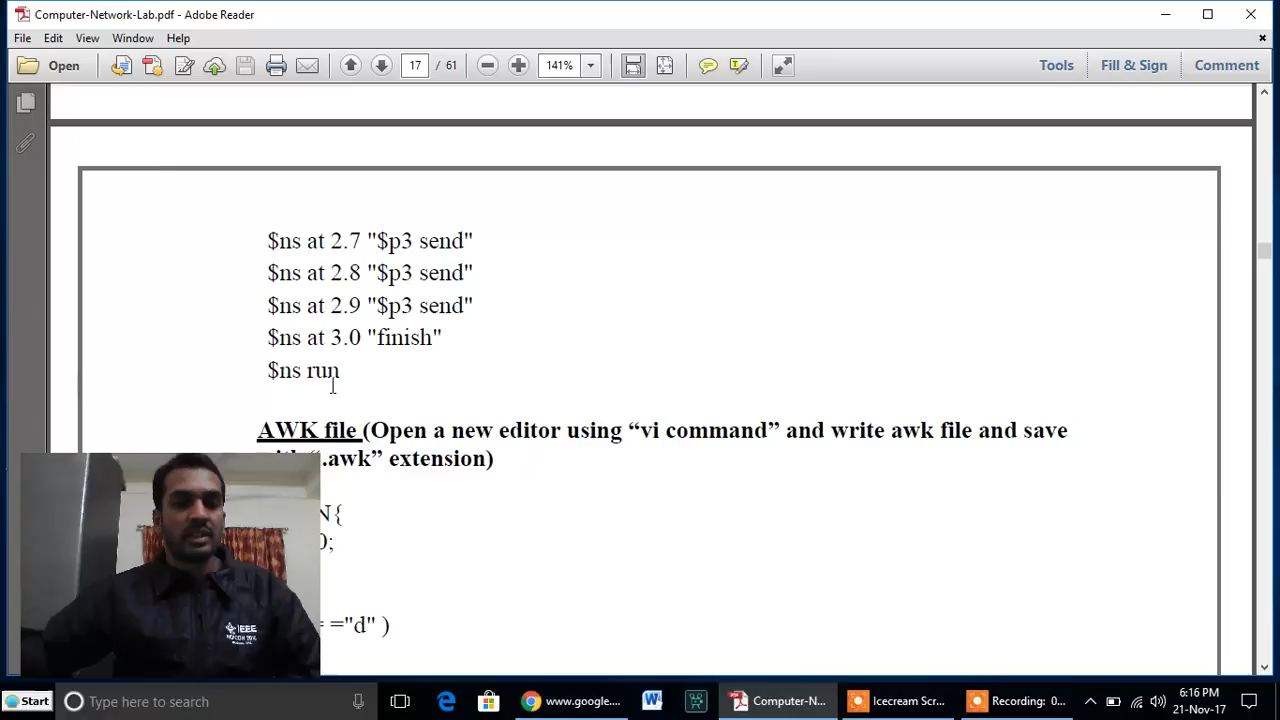 Computer-Network-Lab.pdf - Adobe Reader
File Edit View Window Help
Open 17 / 61 141% Tools Fill & Sign Comment
$ns at 2.7 "$p3 send"
$ns at 2.8 "$p3 send"
$ns at 2.9 "$p3 send"
$ns at 3.0 "finish"
$ns run
AWK file (Open a new editor using “vi command” and write awk file and save
“.awk” extension)
N{
0;
= ="d" )
IEEE
Start Type here to search www.google.... Computer-N... Icecream Scr... Recording: 0... 6:16 PM
21-Nov-17